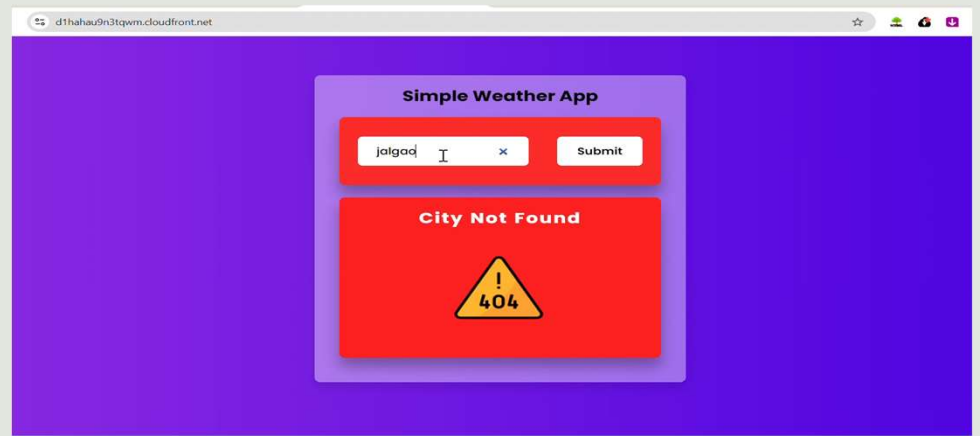 d1hahau9n3tqwm.cloudfront.net
Simple Weather App
jalgao
Submit
City Not Found
!
404